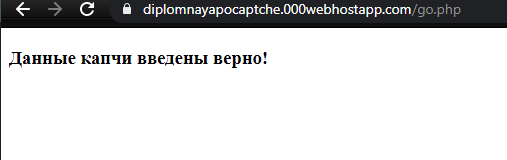 diplomnayapocaptche.000webhostapp.com/go.php
Данные капчи введены верно!